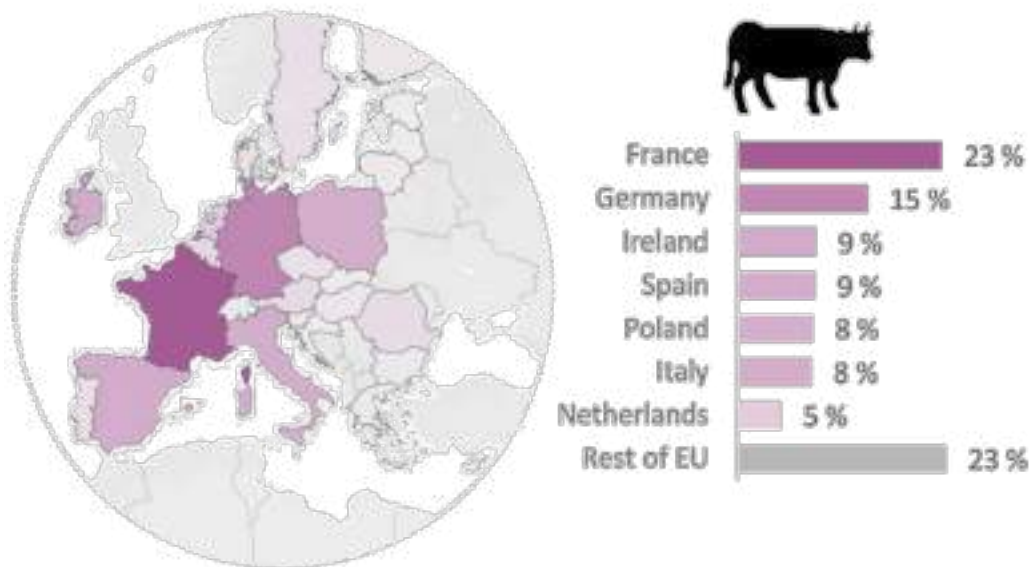 France 23 %
Germany 15 %
Ireland 9 %
Spain 9 %
Poland 8 %
Italy 8 %
Netherlands 5 %
Rest of EU 23 %